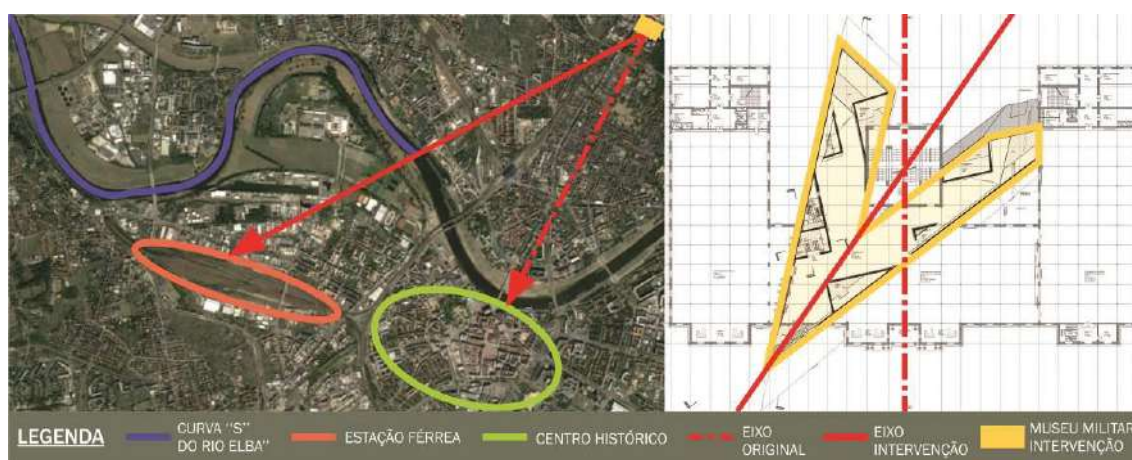 LEGENDA
CURVA "S"
DO RIO ELBA"
ESTAÇÃO FÉRREA
CENTRO HISTÓRICO
EIXO
ORIGINAL
EIXO
INTERVENÇÃO
MUSEU MILITAR
INTERVENÇÃO